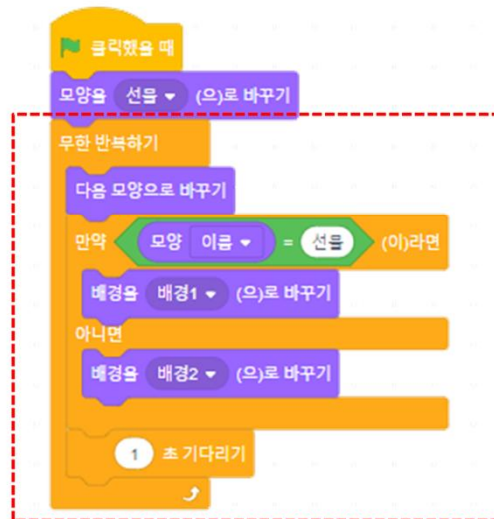 클릭했을 때
모양을 선물 (으)로 바꾸기
무한 반복하기
다음 모양으로 바꾸기
만약 모양 이름 = 선물 (이)라면
배경을 배경1 (으)로 바꾸기
아니면
배경을 배경2 (으)로 바꾸기
1 초 기다리기